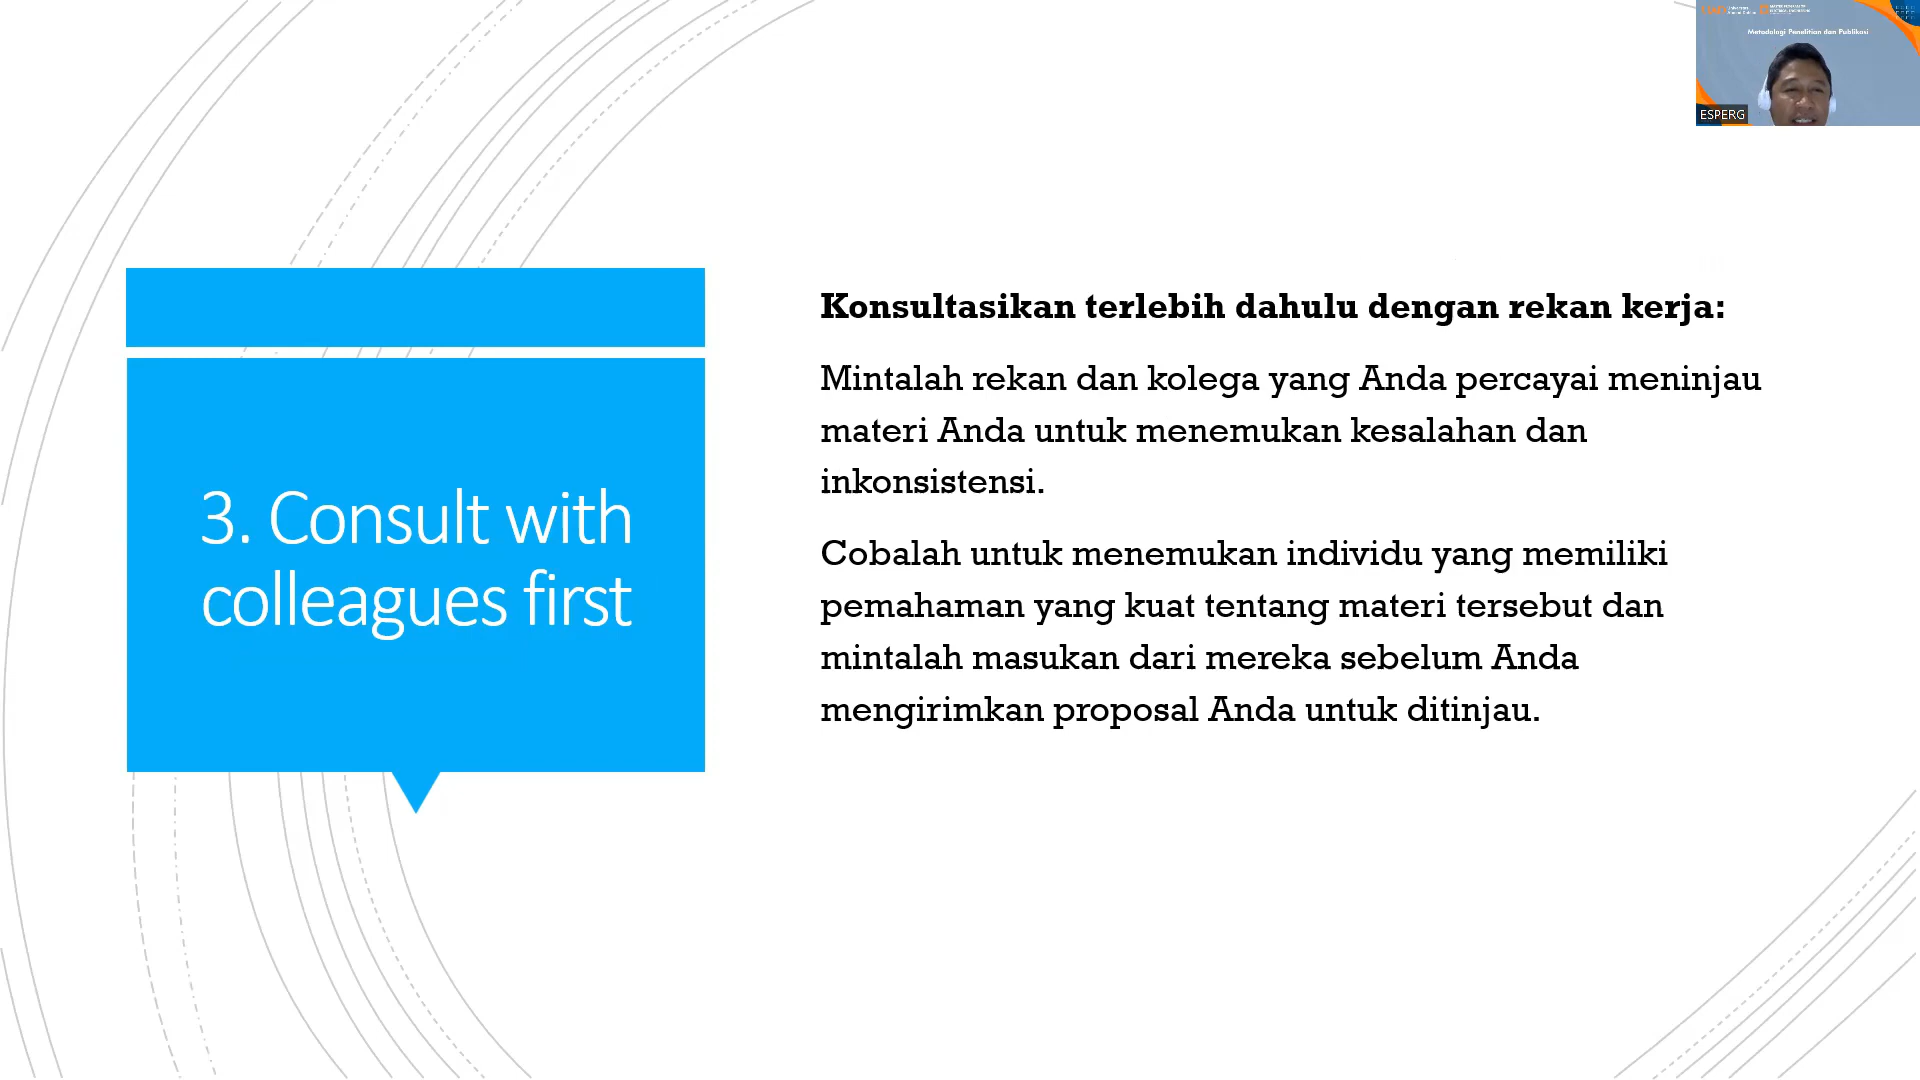 Metodologi Penelitian dan Publikasi
ESPERG
3. Consult with
colleagues first
Konsultasikan terlebih dahulu dengan rekan kerja:
Mintalah rekan dan kolega yang Anda percayai meninjau
materi Anda untuk menemukan kesalahan dan
inkonsistensi.
Cobalah untuk menemukan individu yang memiliki
pemahaman yang kuat tentang materi tersebut dan
mintalah masukan dari mereka sebelum Anda
mengirimkan proposal Anda untuk ditinjau.